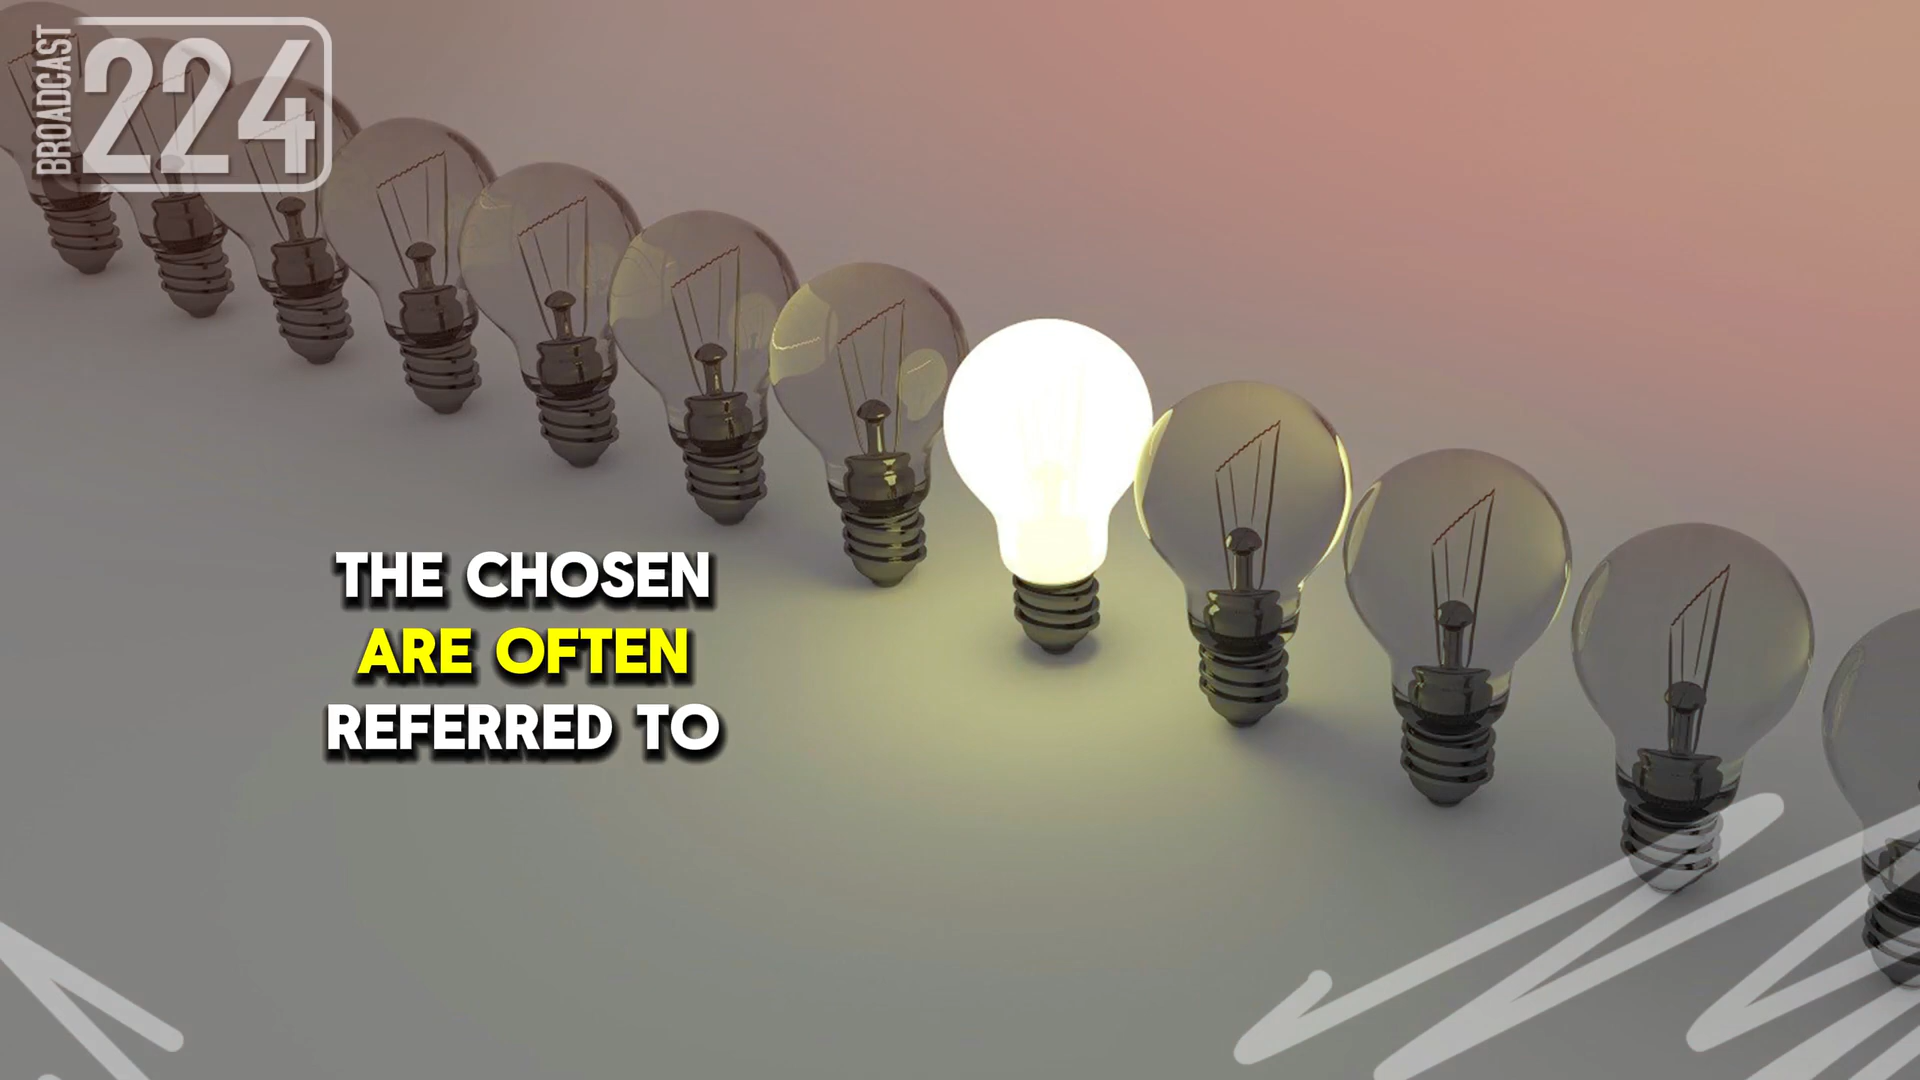 BROADCAST
224
THE CHOSEN
ARE OFTEN
REFERRED TO